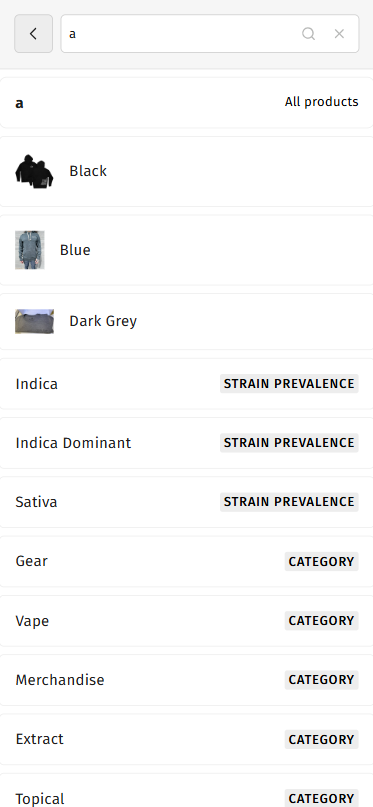 a
a All products
Black
Blue
Dark Grey
Indica STRAIN PREVALENCE
Indica Dominant STRAIN PREVALENCE
Sativa STRAIN PREVALENCE
Gear CATEGORY
Vape CATEGORY
Merchandise CATEGORY
Extract CATEGORY
Topical CATEGORY